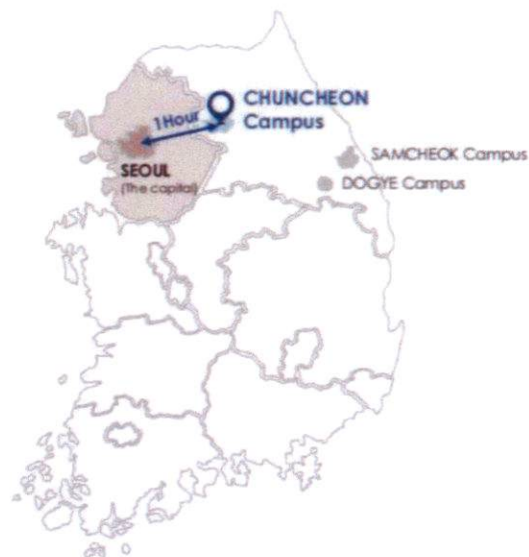 1 Hour
CHUNCHEON
Campus
SEOUL
(The capital)
SAMCHEOK Campus
DOGYE Campus